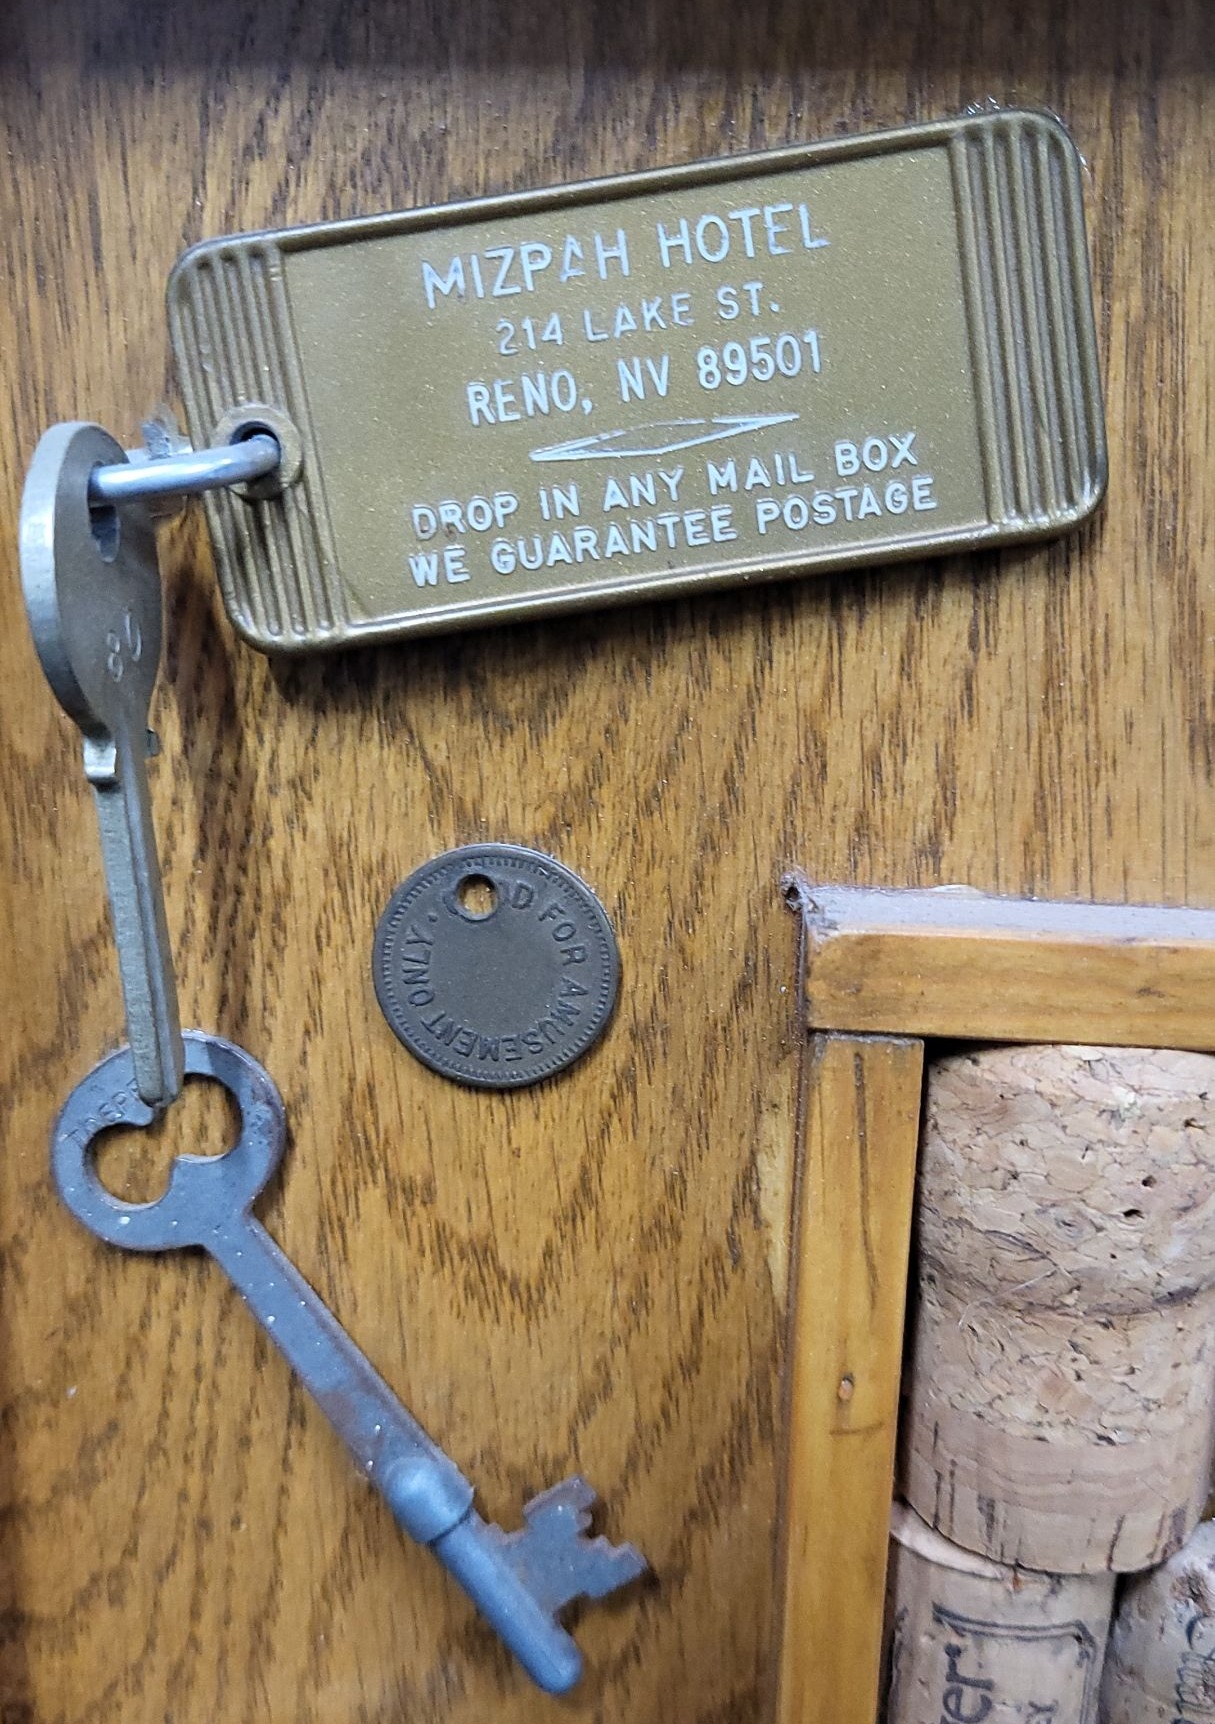 MIZPAH HOTEL
214 LAKE ST.
RENO, NV 89501
DROP IN ANY MAIL BOX
WE GUARANTEE POSTAGE
86
FOR AMUSEMENT ONLY.